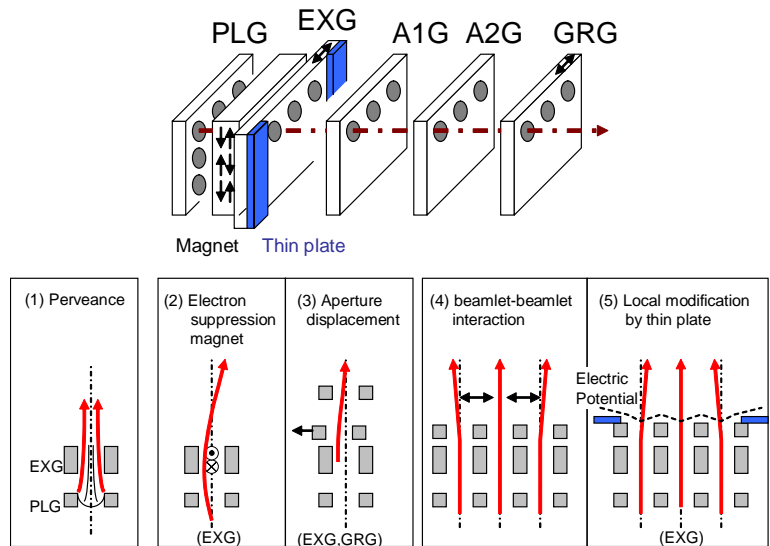 PLG EXG A1G A2G GRG
Magnet Thin plate
(1) Perveance
EXG
PLG
(2) Electron
suppression
magnet
(EXG)
(3) Aperture
displacement
(EXG,GRG)
(4) beamlet-beamlet
interaction
(5) Local modification
by thin plate
Electric
Potential
(EXG)